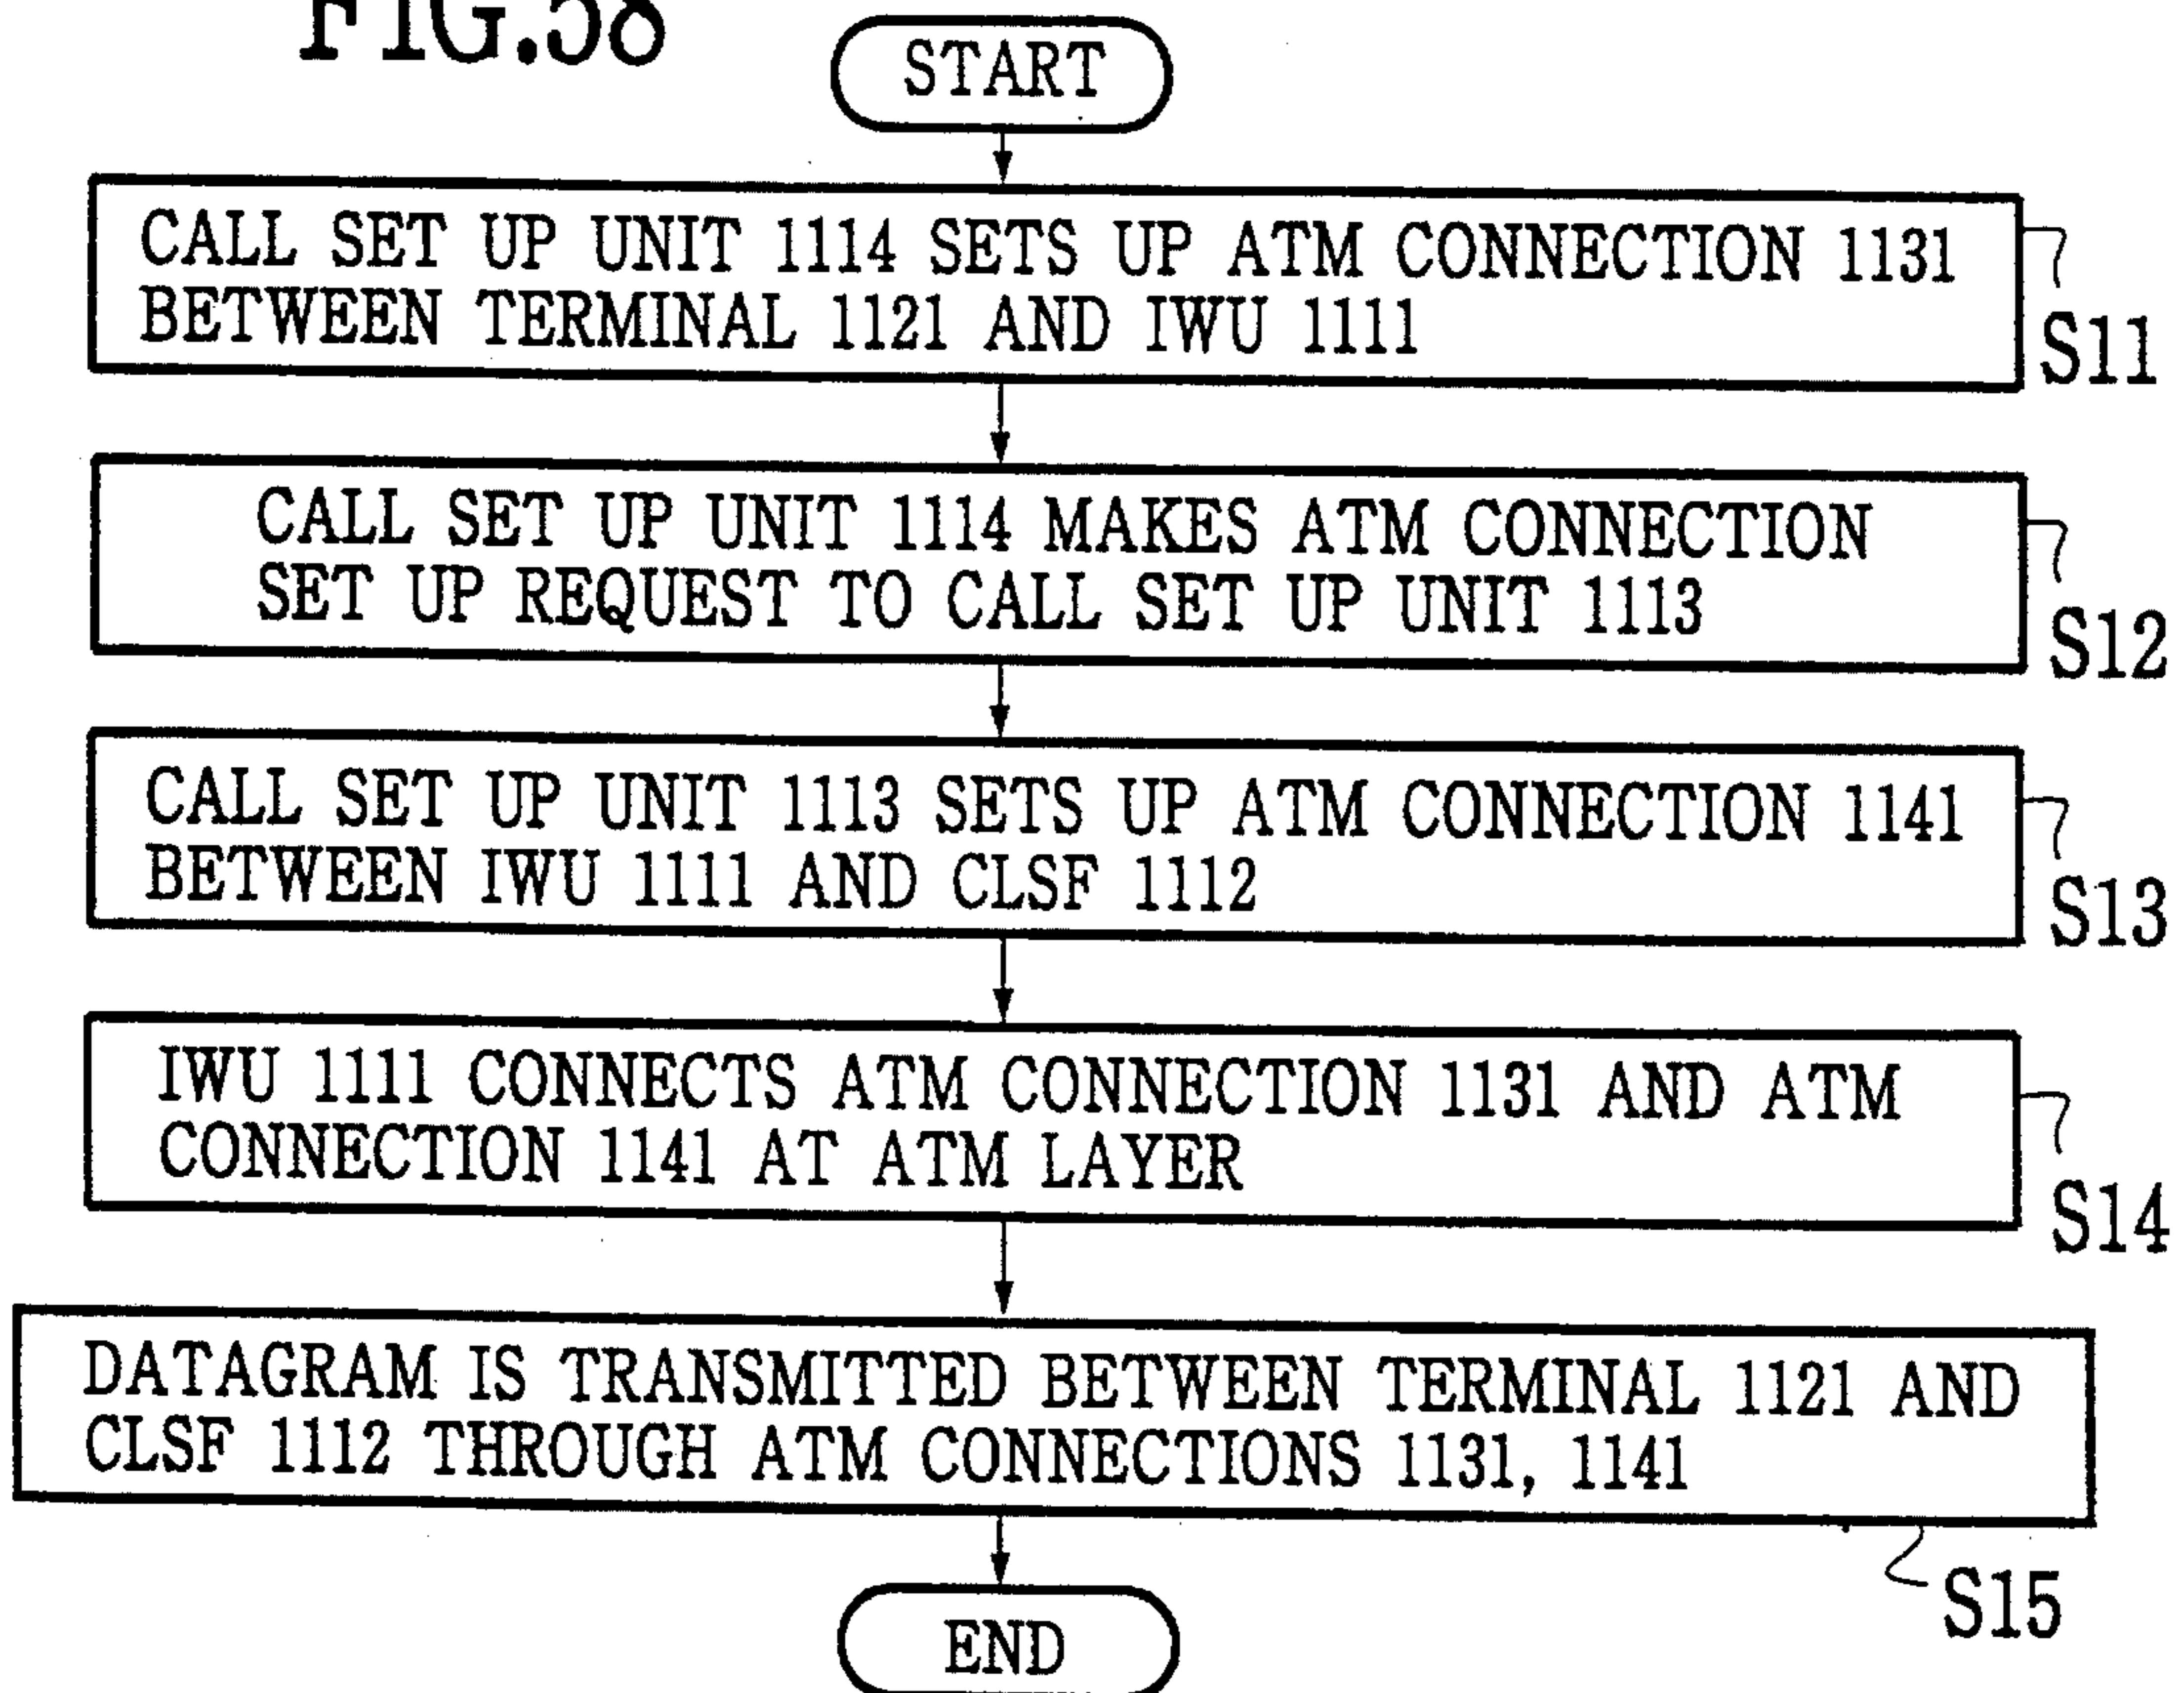 FIG.58
START
CALL SET UP UNIT 1114 SETS UP ATM CONNECTION 1131
BETWEEN TERMINAL 1121 AND IWU 1111
S11
CALL SET UP UNIT 1114 MAKES ATM CONNECTION
SET UP REQUEST TO CALL SET UP UNIT 1113
S12
CALL SET UP UNIT 1113 SETS UP ATM CONNECTION 1141
BETWEEN IWU 1111 AND CLSF 1112
S13
IWU 1111 CONNECTS ATM CONNECTION 1131 AND ATM
CONNECTION 1141 AT ATM LAYER
S14
DATAGRAM IS TRANSMITTED BETWEEN TERMINAL 1121 AND
CLSF 1112 THROUGH ATM CONNECTIONS 1131, 1141
S15
END